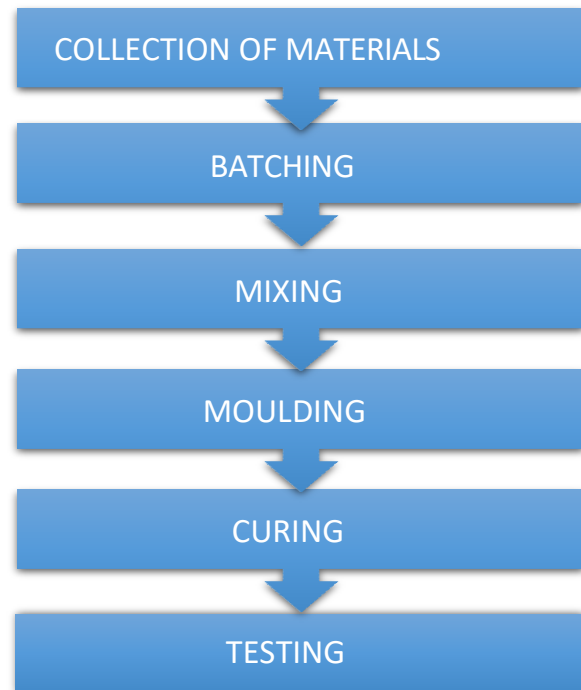 COLLECTION OF MATERIALS
BATCHING
MIXING
MOULDING
CURING
TESTING